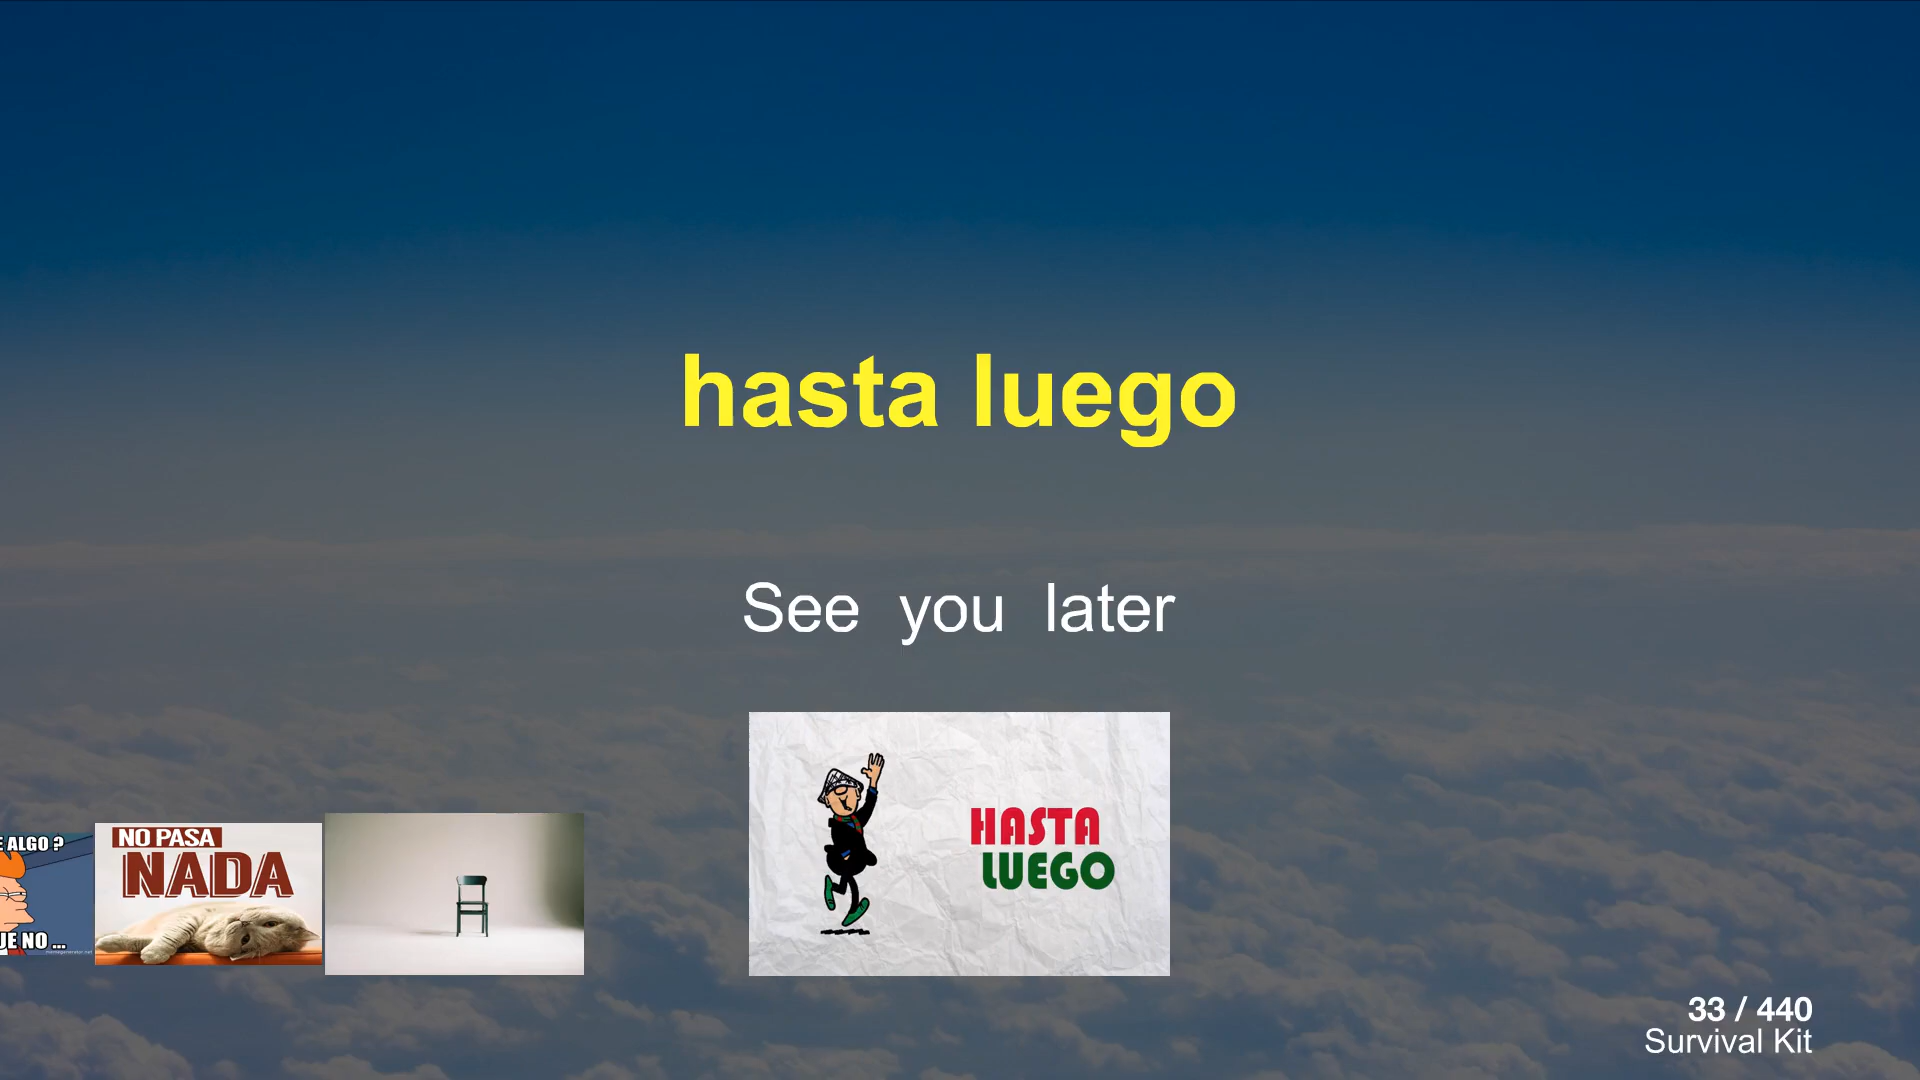 hasta luego
See you later
E ALGO ?
UE NO ...
NO PASA
NADA
HASTA
LUEGO
33 / 440
Survival Kit